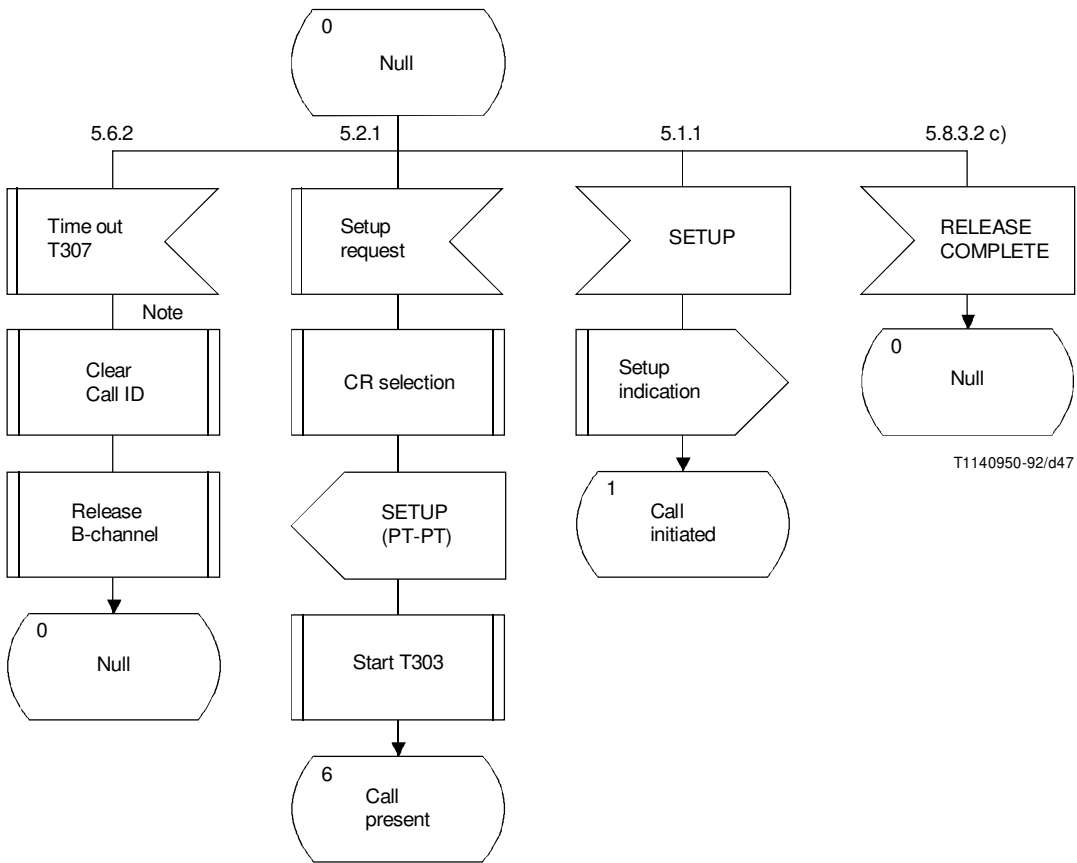 0
Null
5.6.2
5.2.1
5.1.1
5.8.3.2 c)
Time out
T307
Setup
request
SETUP
RELEASE
COMPLETE
Note
Clear
Call ID
CR selection
Setup
indication
0
Null
T1140950-92/d47
Release
B-channel
SETUP
(PT-PT)
1
Call
initiated
0
Null
Start T303
6
Call
present